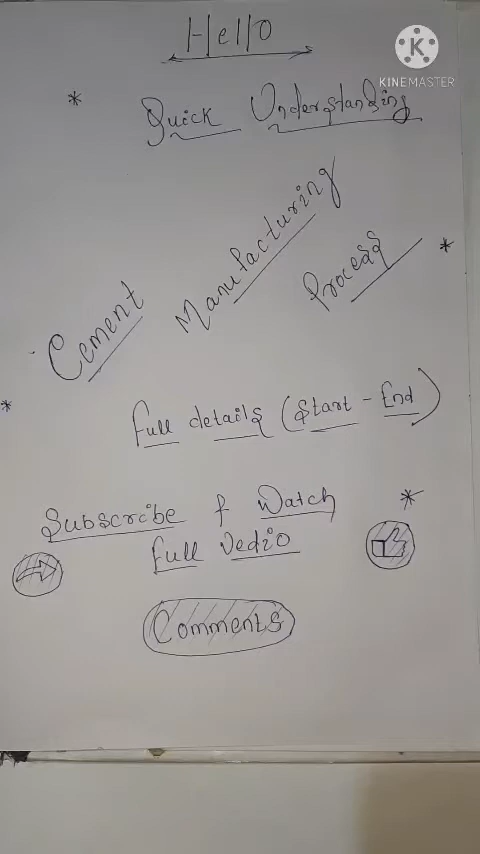 Hello
KINEMASTER
* Quick Understanding
Cement Manufacturing Process *
* Full details (Start - End)
Subscribe & Watch *
Full Vedio
Comments